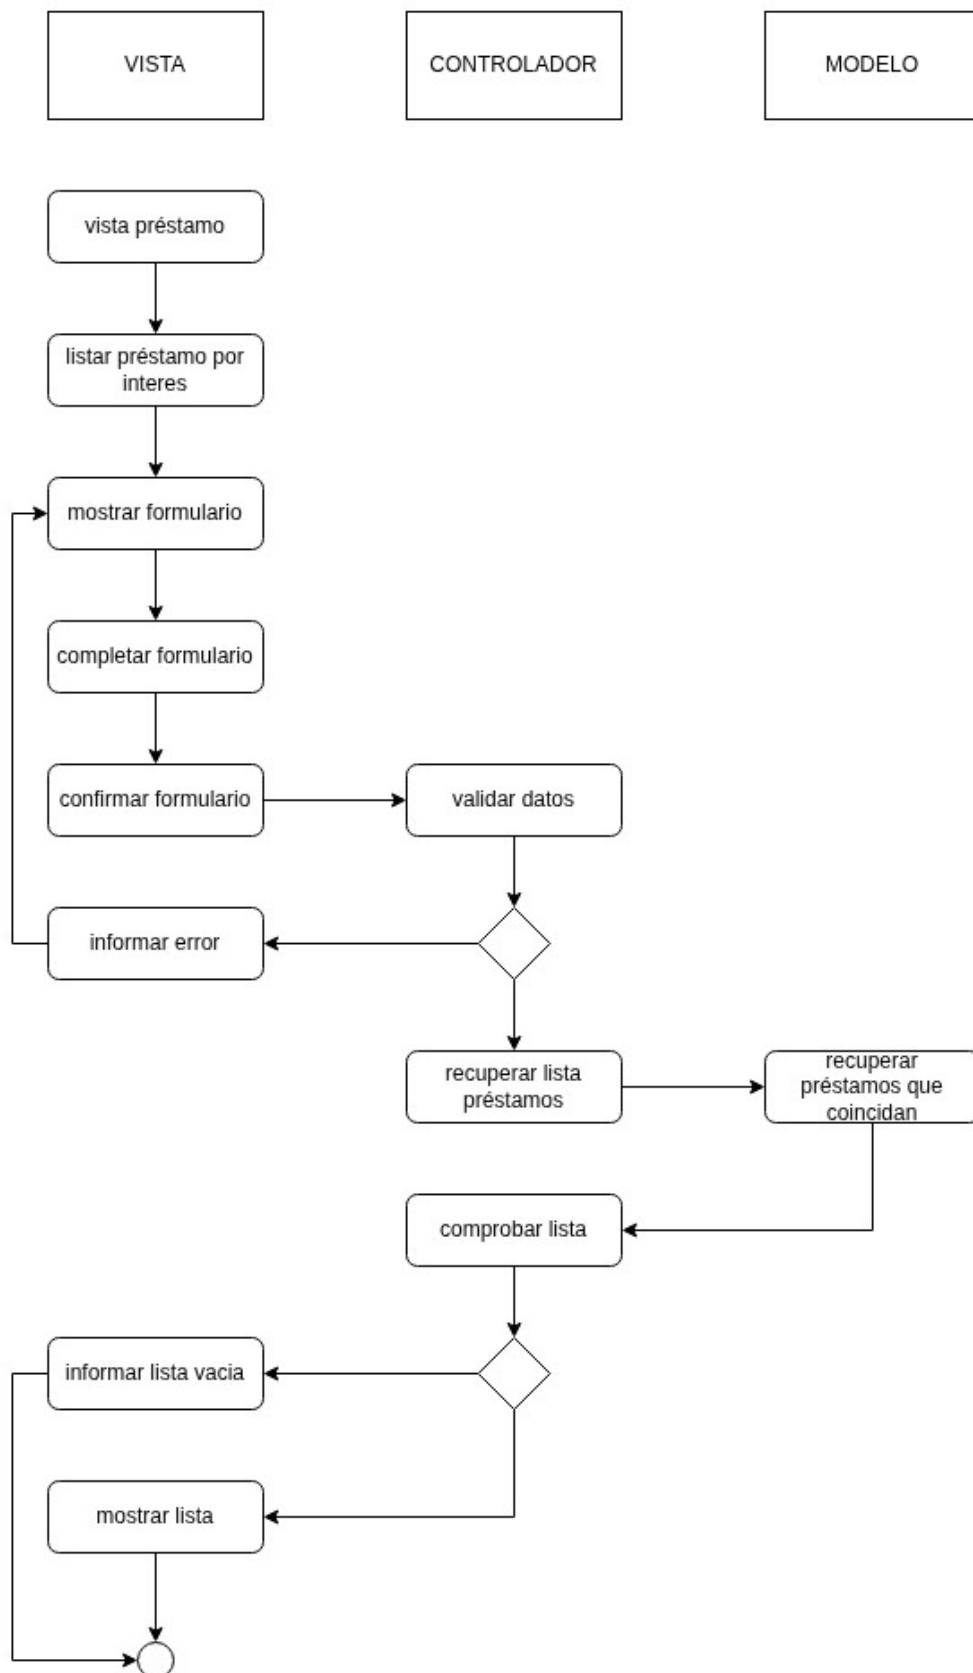 VISTA
CONTROLADOR
MODELO
vista préstamo
listar préstamo por
interes
mostrar formulario
completar formulario
confirmar formulario
validar datos
informar error
recuperar lista
préstamos
recuperar
préstamos que
coincidan
comprobar lista
informar lista vacia
mostrar lista